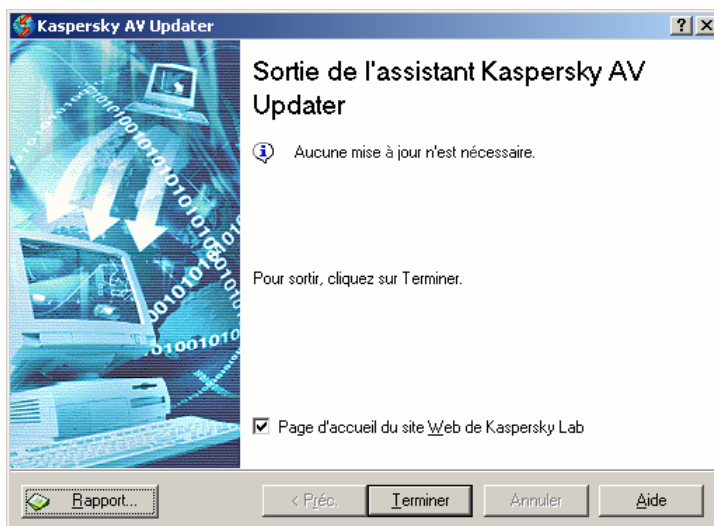 Kaspersky AV Updater
Sortie de l'assistant Kaspersky AV
Updater
Aucune mise à jour n'est nécessaire.
Pour sortir, cliquez sur Terminer.
Page d'accueil du site Web de Kaspersky Lab
Rapport...
< Préc.
Terminer
Annuler
Aide